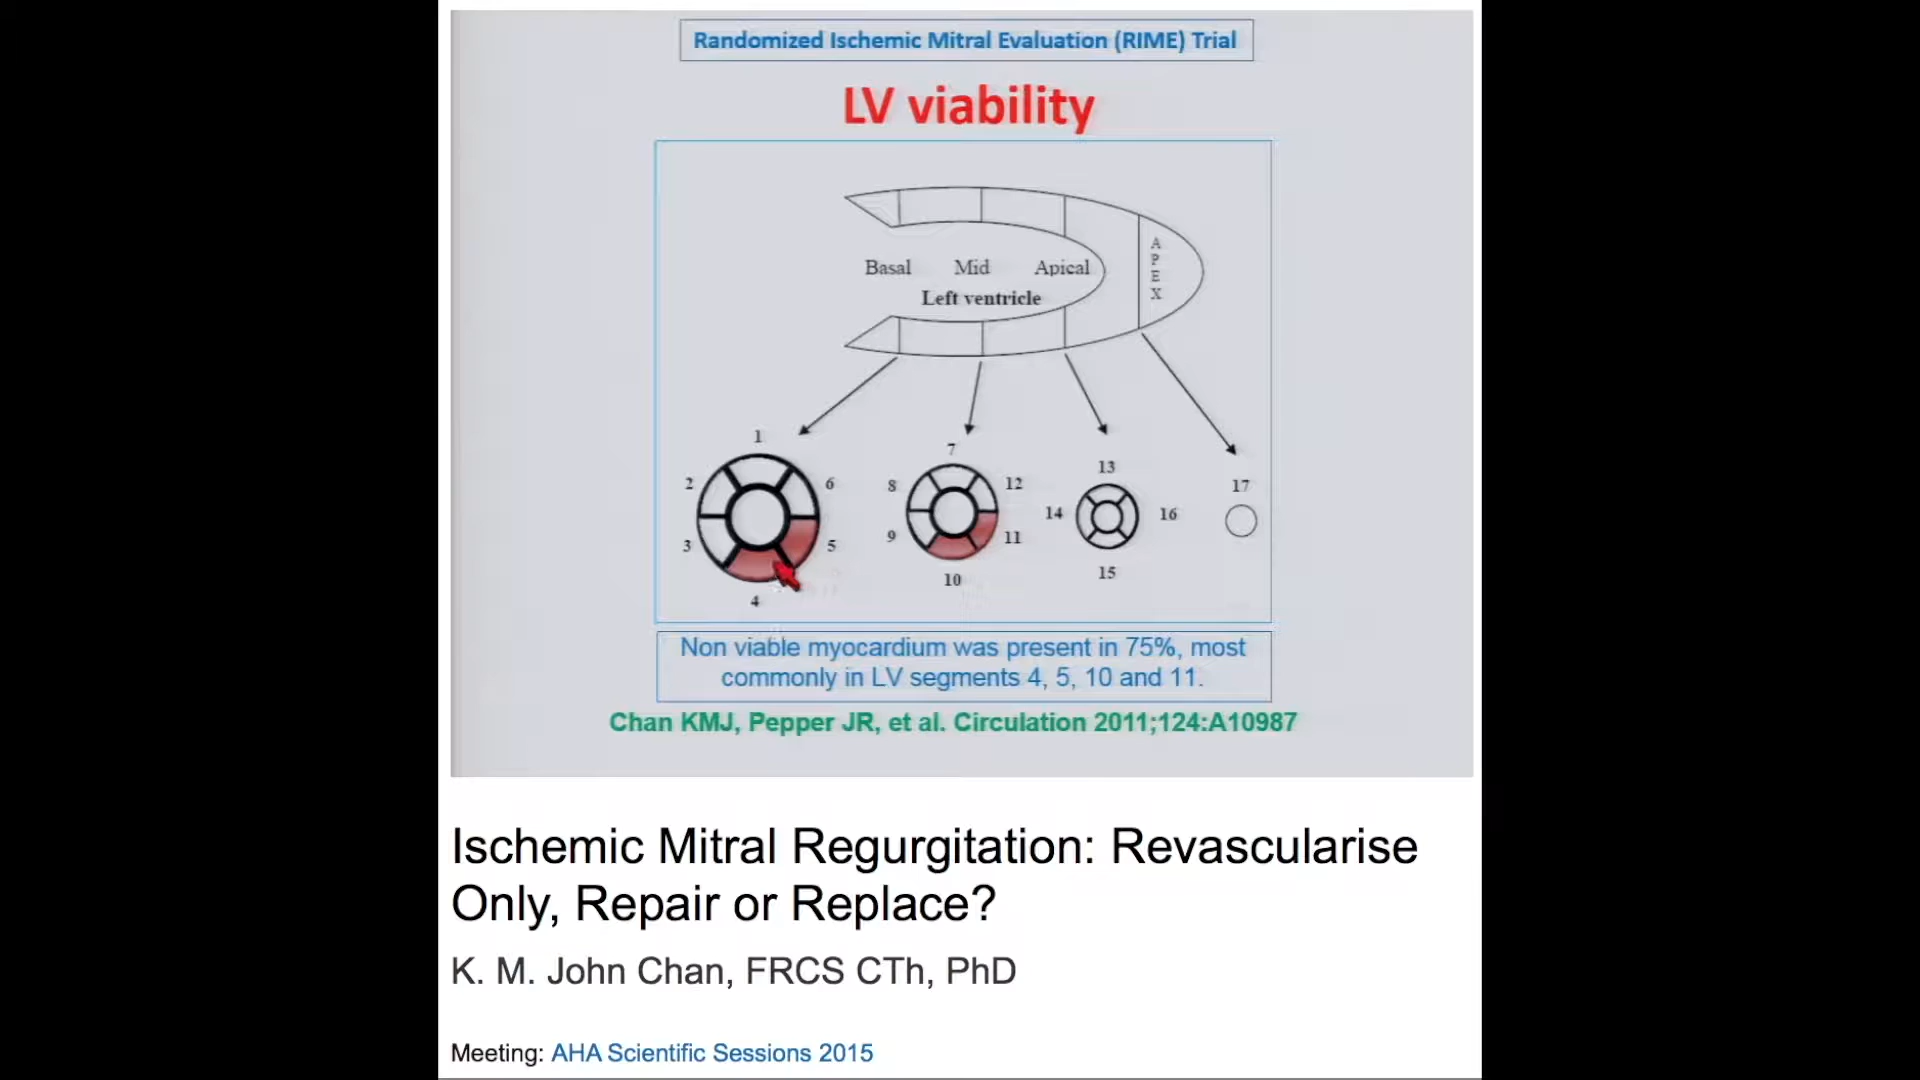 Randomized Ischemic Mitral Evaluation (RIME) Trial
LV viability
Basal Mid Apical
Left ventricle
A
P
E
X
1
2
6
3
5
4
7
8
12
9
11
10
13
14
16
15
17
Non viable myocardium was present in 75%, most
commonly in LV segments 4, 5, 10 and 11.
Chan KMJ, Pepper JR, et al. Circulation 2011;124:A10987
Ischemic Mitral Regurgitation: Revascularise
Only, Repair or Replace?
K. M. John Chan, FRCS CTh, PhD
Meeting: AHA Scientific Sessions 2015